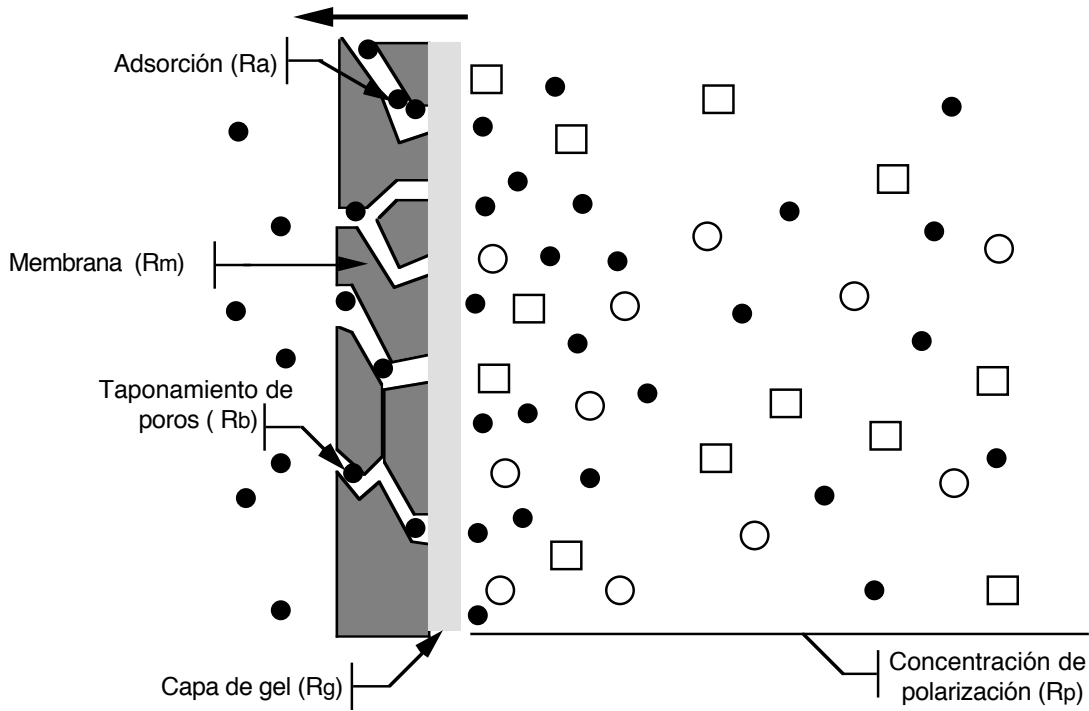 Adsorción (Ra)
Membrana (Rm)
Taponamiento de
poros ( Rb)
Capa de gel (Rg)
Concentración de
polarización (Rp)